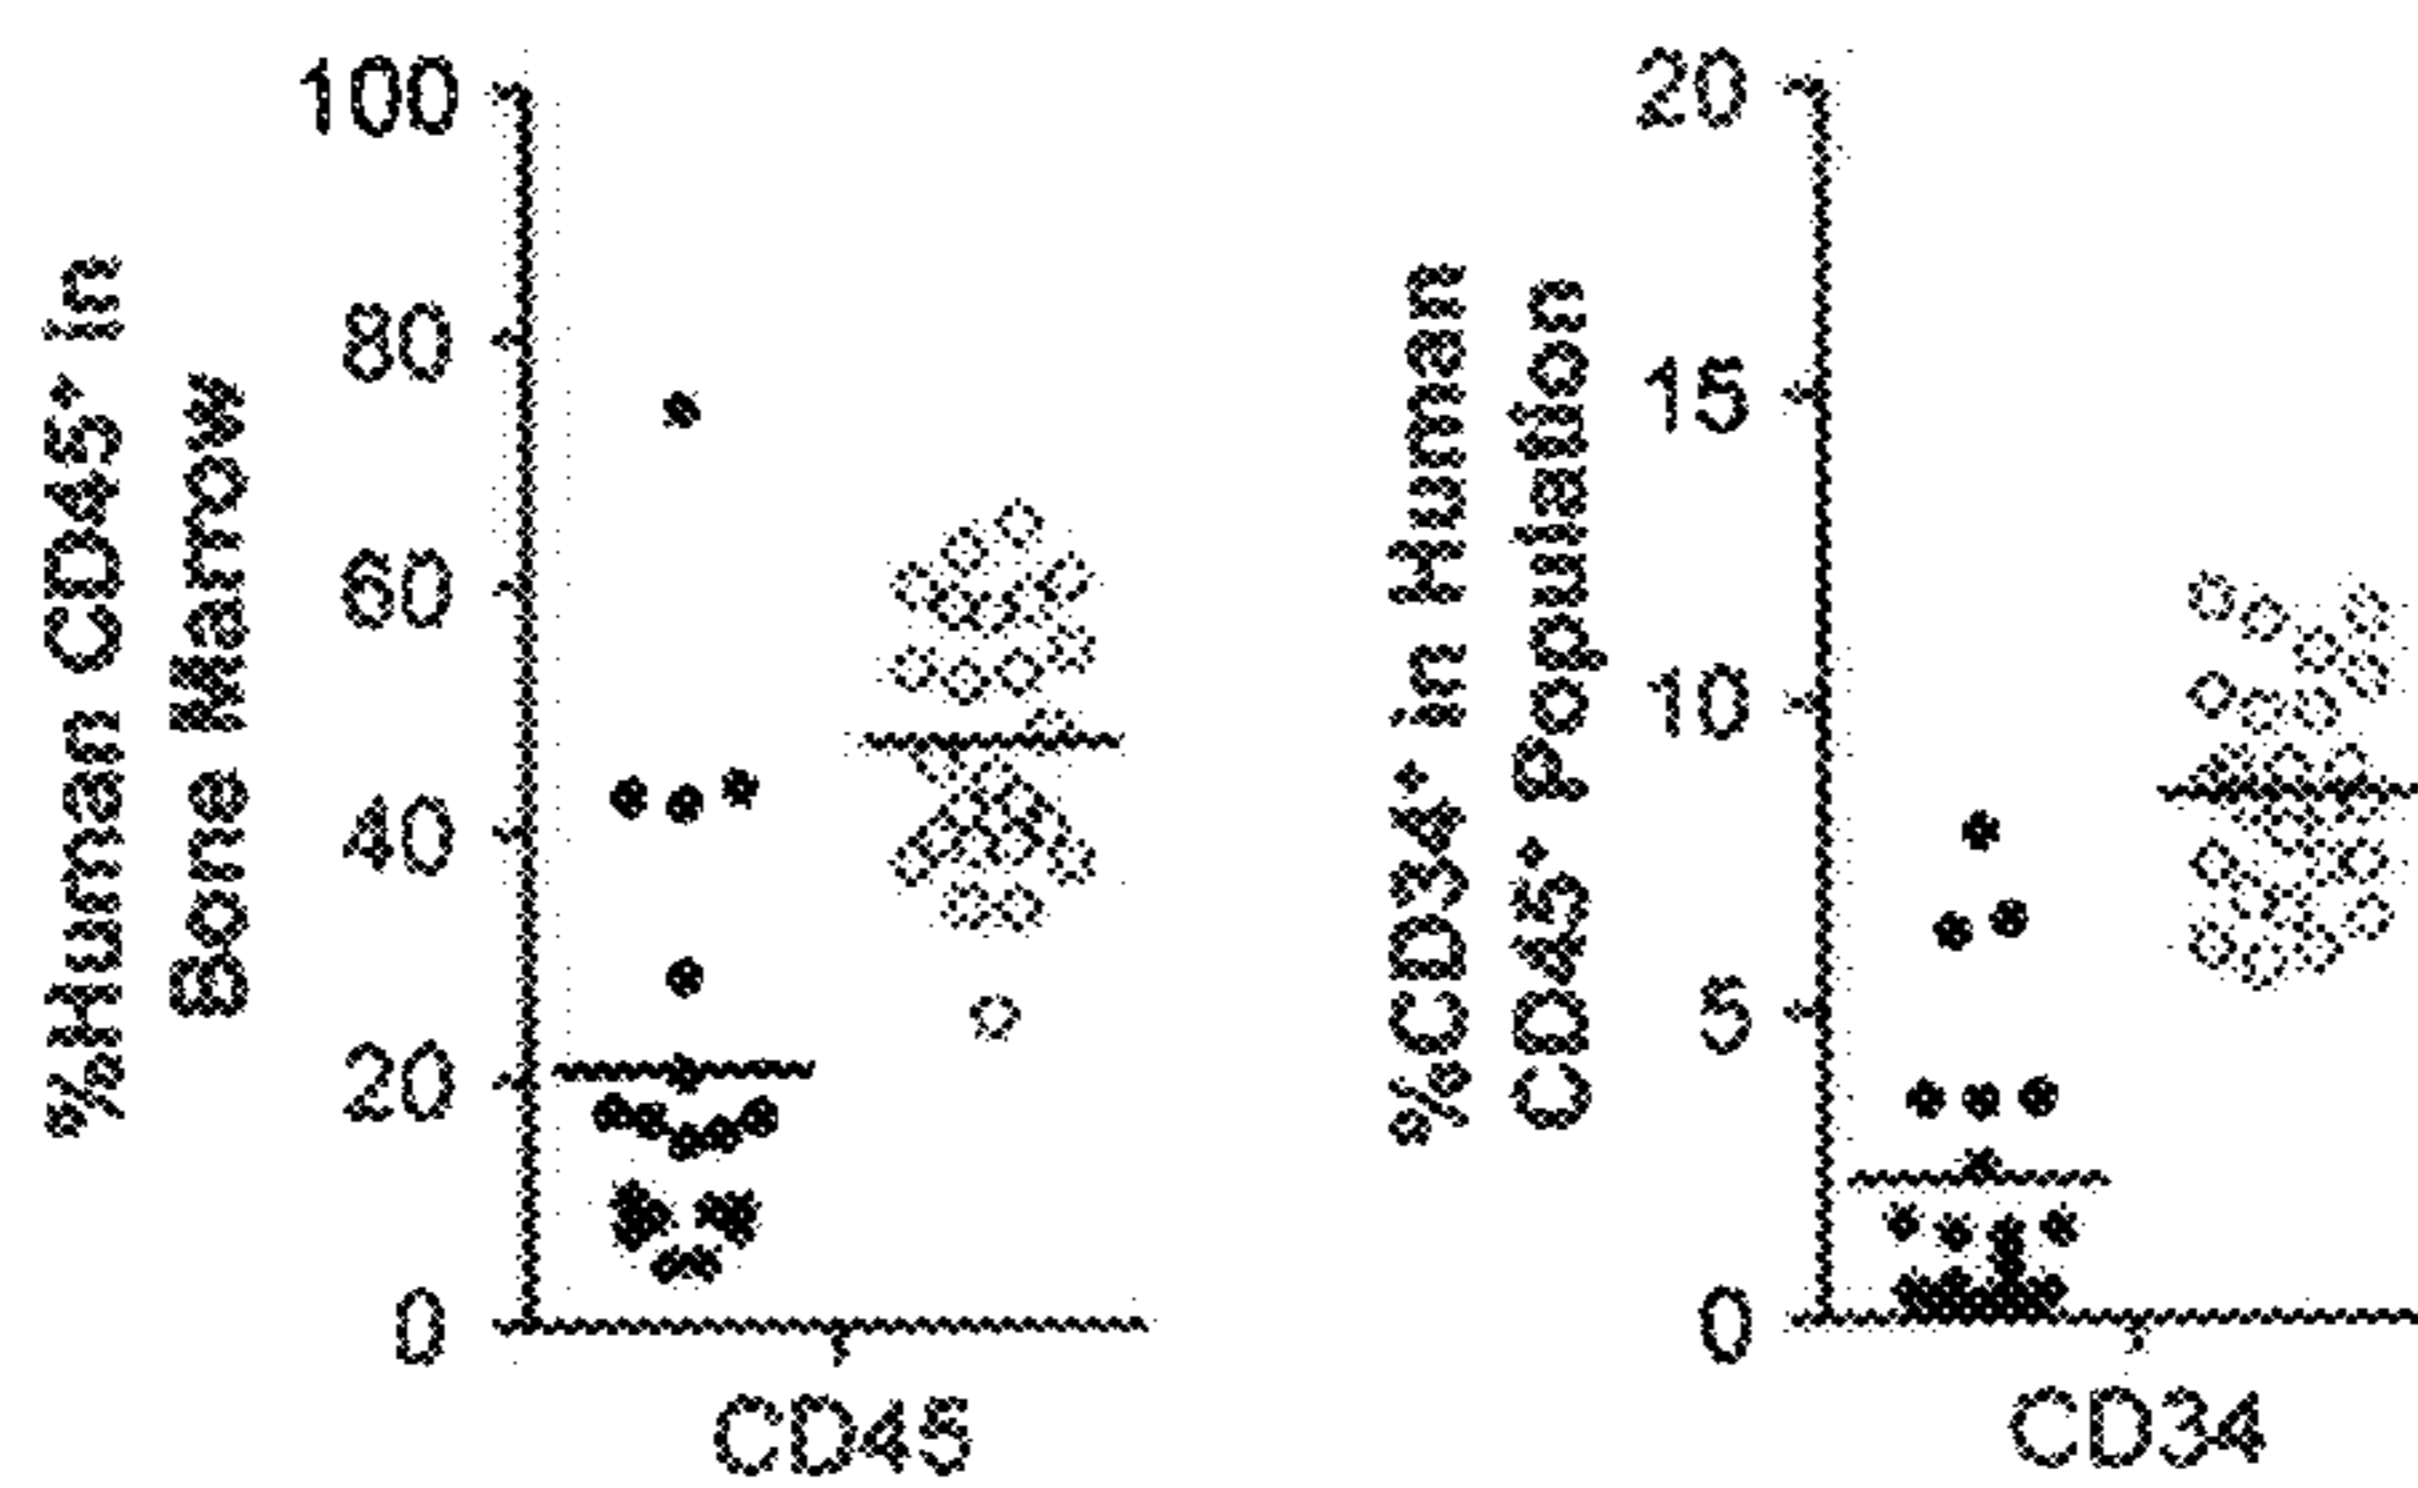 %Human CD45⁺ in
Bone Marrow
100
80
60
40
20
0
CD45
%CD34⁺ in Human
CD45⁺ Population
20
15
10
5
0
CD34